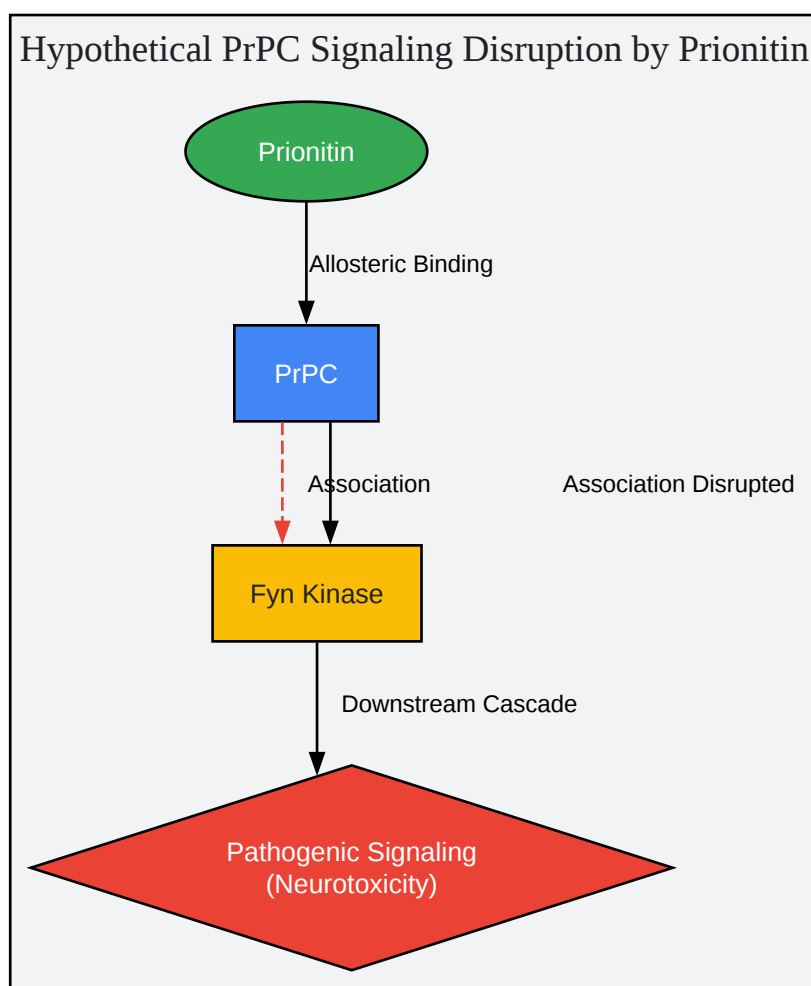 Hypothetical PrPC Signaling Disruption by Prionitin
Prionitin
Allosteric Binding
PrPC
Association
Association Disrupted
Fyn Kinase
Downstream Cascade
Pathogenic Signaling
(Neurotoxicity)